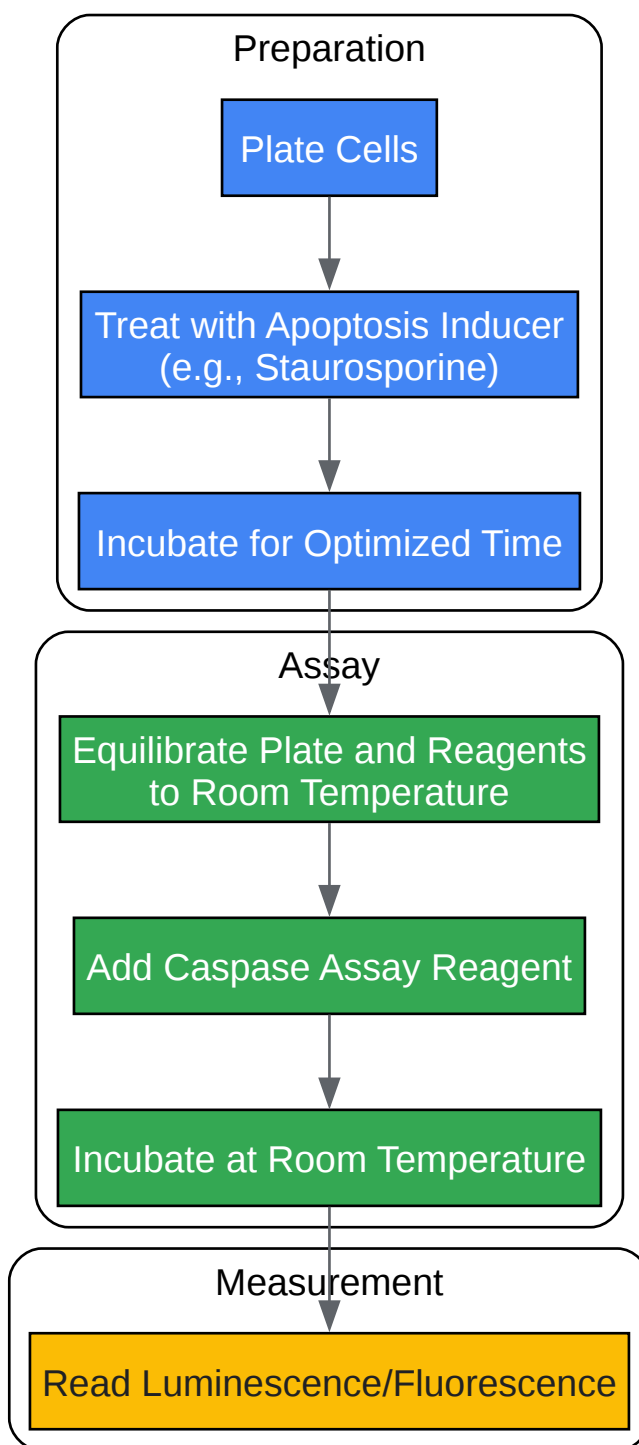 Preparation
Plate Cells
Treat with Apoptosis Inducer
(e.g., Staurosporine)
Incubate for Optimized Time
Assay
Equilibrate Plate and Reagents
to Room Temperature
Add Caspase Assay Reagent
Incubate at Room Temperature
Measurement
Read Luminescence/Fluorescence